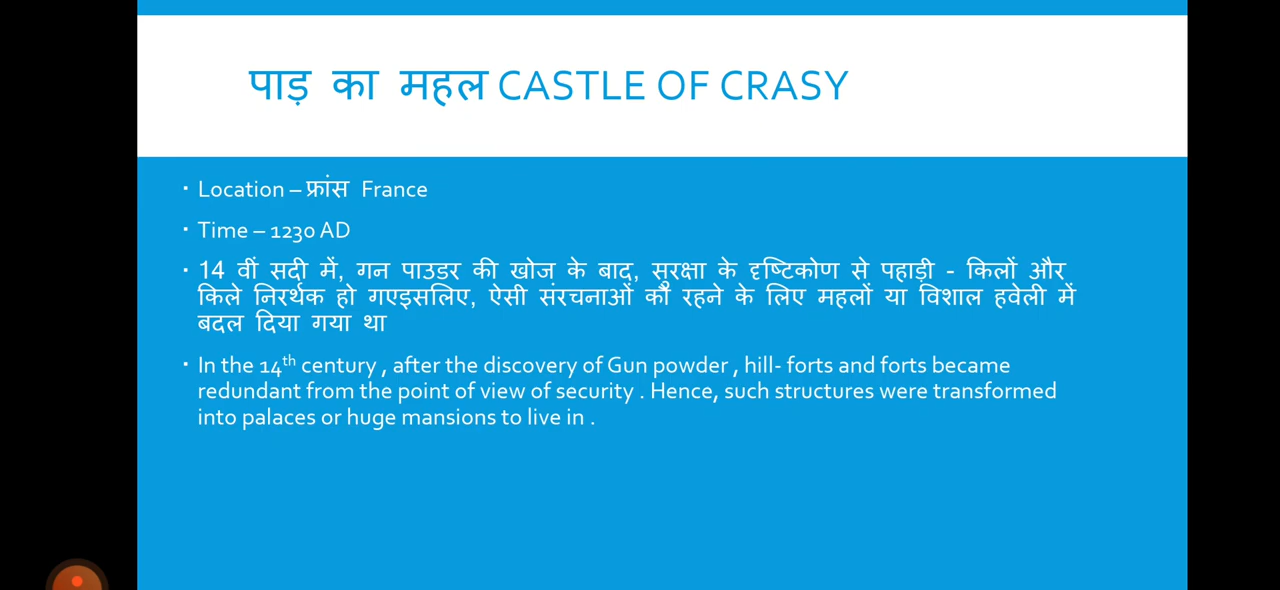 पाड़ का महल CASTLE OF CRASY
Location – फ्रांस France
Time – 1230 AD
14 वीं सदी में, गन पाउडर की खोज के बाद, सुरक्षा के दृष्टिकोण से पहाड़ी - किलों और
किले निरर्थक हो गएइसलिए, ऐसी संरचनाओं को रहने के लिए महलों या विशाल हवेली में
बदल दिया गया था
In the 14th century , after the discovery of Gun powder , hill- forts and forts became
redundant from the point of view of security . Hence, such structures were transformed
into palaces or huge mansions to live in .